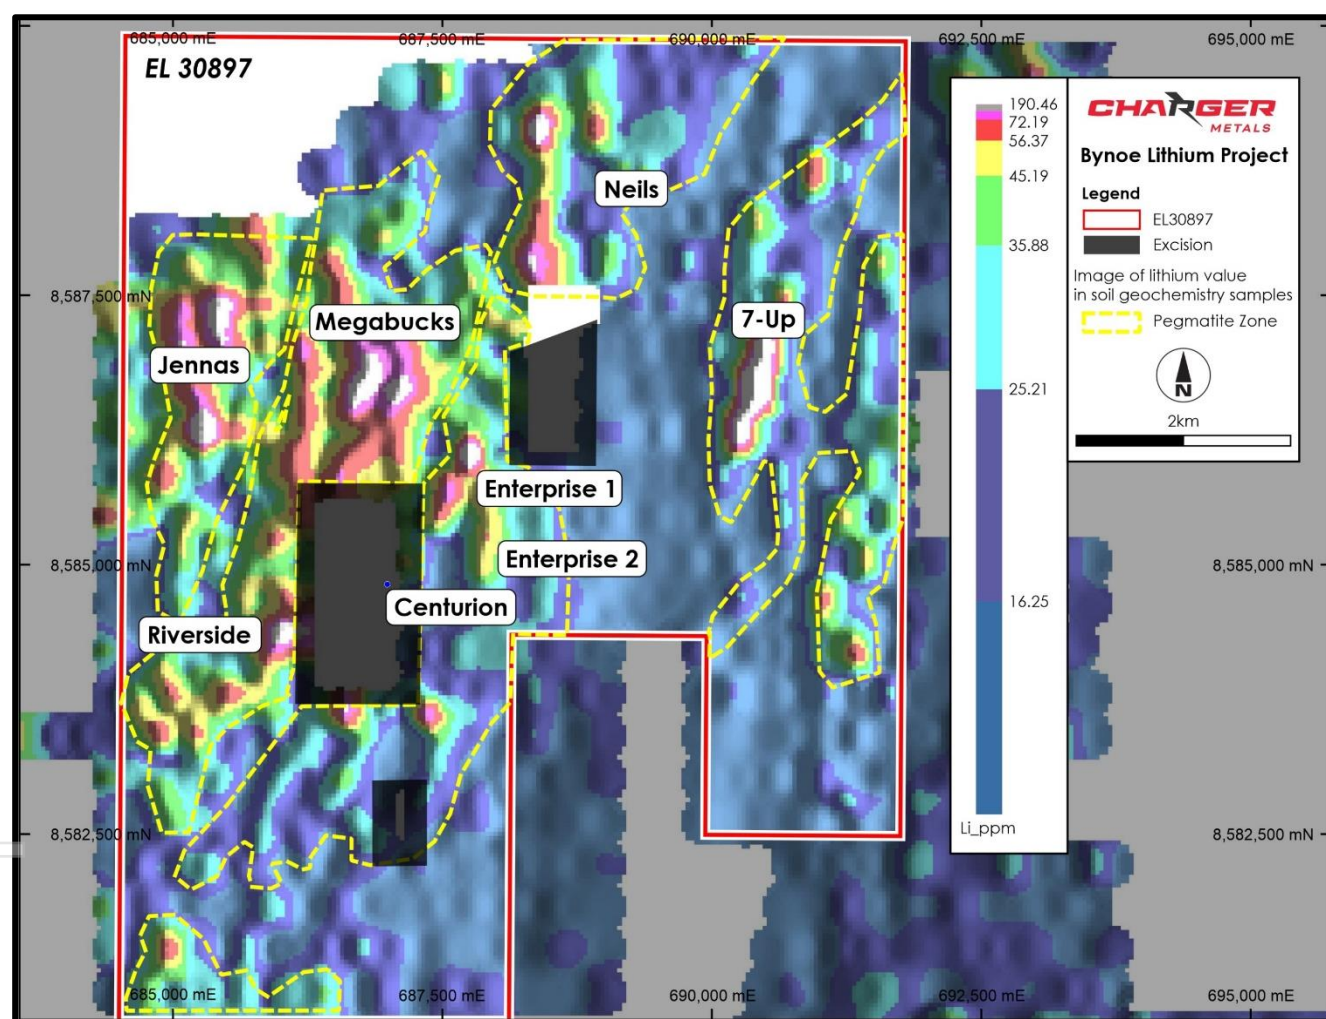 685,000 mE
687,500 mE
690,000 mE
692,500 mE
695,000 mE
EL 30897
190.46
72.19
56.37
45.19
35.88
25.21
16.25
Li_ppm
CHARGER
METALS
Bynoe Lithium Project
Legend
EL30897
Excision
Image of lithium value
in soil geochemistry samples
Pegmatite Zone
N
2km
Neils
8,587,500 mN
Megabucks
7-Up
Jennas
Enterprise 1
Enterprise 2
8,585,000 mN
8,585,000 mN
Centurion
Riverside
8,582,500 mN
8,582,500 mN
685,000 mE
687,500 mE
690,000 mE
692,500 mE
695,000 mE